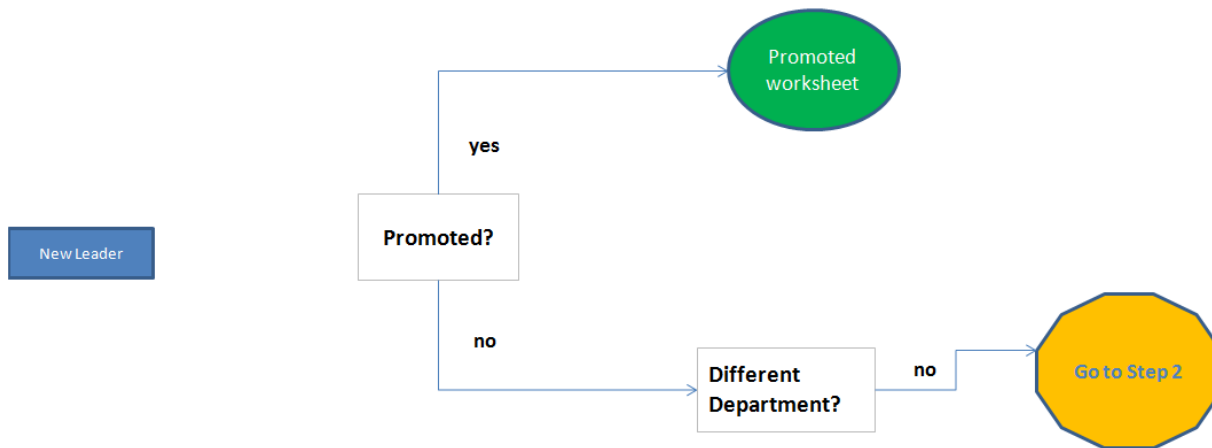 Promoted
worksheet
yes
Promoted?
New Leader
no
Different
Department?
no
Go to Step 2